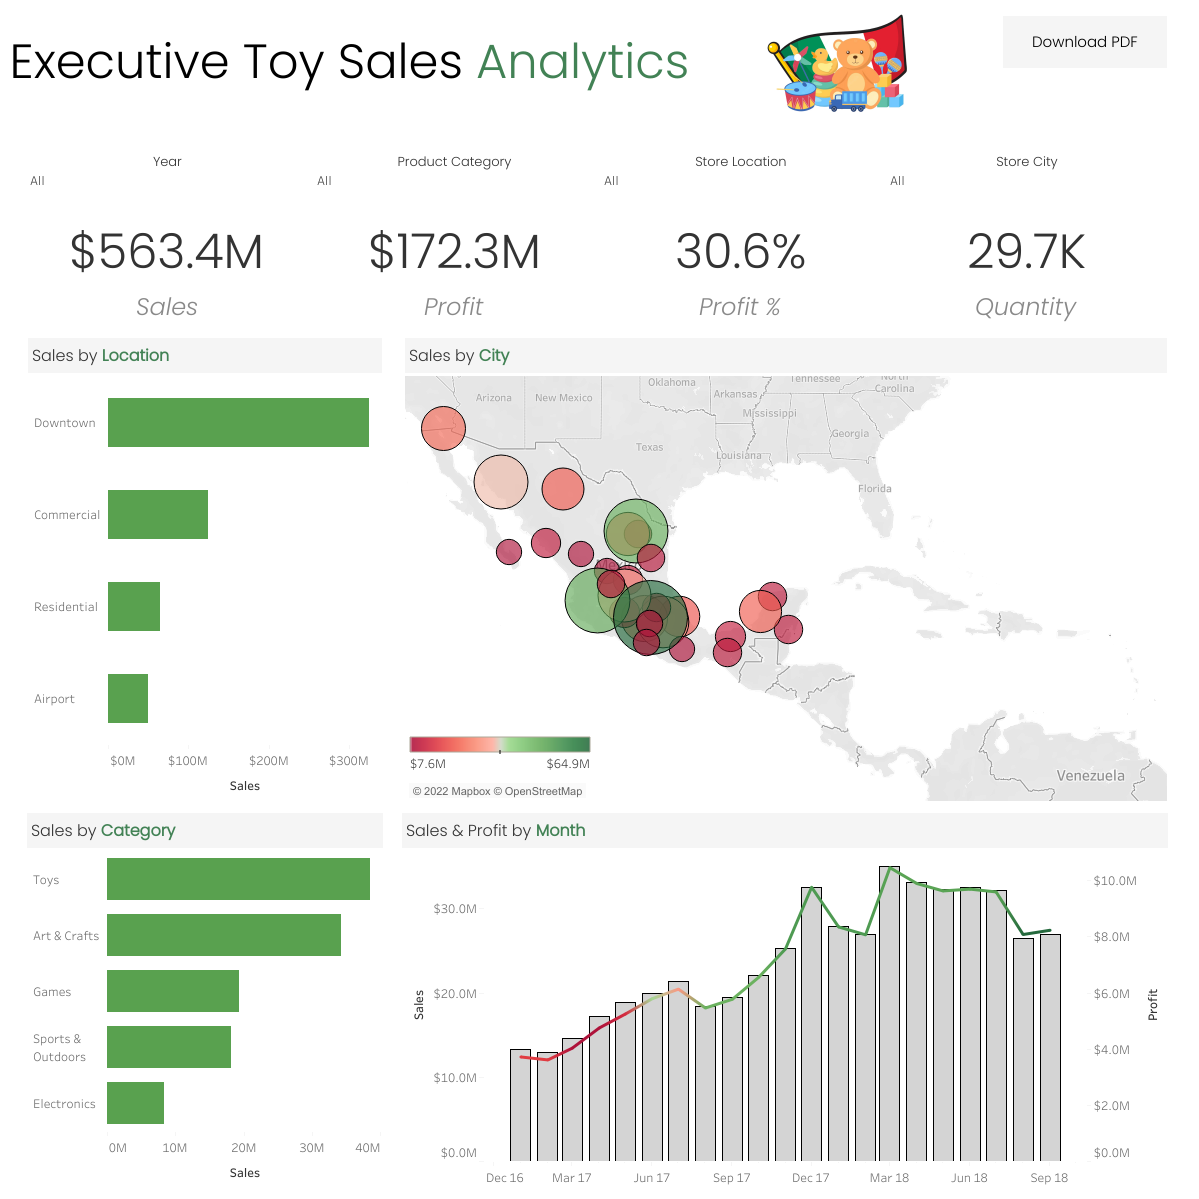 Executive Toy Sales Analytics
Download PDF
Year
Product Category
Store Location
Store City
All
All
All
All
$563.4M
$172.3M
30.6%
29.7K
Sales
Profit
Profit %
Quantity
Sales by Location
Downtown
Commercial
Residential
Airport
$0M
$100M
$200M
$300M
Sales
Sales by City
Oklahoma
Tennessee
North
Carolina
Arizona
New Mexico
Arkansas
Mississippi
Texas
Georgia
Louisiana
Florida
Mexico
Venezuela
$7.6M
$64.9M
© 2022 Mapbox © OpenStreetMap
Sales by Category
Toys
Art & Crafts
Games
Sports &
Outdoors
Electronics
0M
10M
20M
30M
40M
Sales
Sales & Profit by Month
$30.0M
$20.0M
$10.0M
$0.0M
Sales
$10.0M
$8.0M
$6.0M
$4.0M
$2.0M
$0.0M
Profit
Dec 16
Mar 17
Jun 17
Sep 17
Dec 17
Mar 18
Jun 18
Sep 18